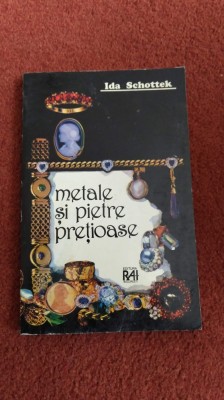 Ida Schottek
metale
și pietre
prețioase
RAI